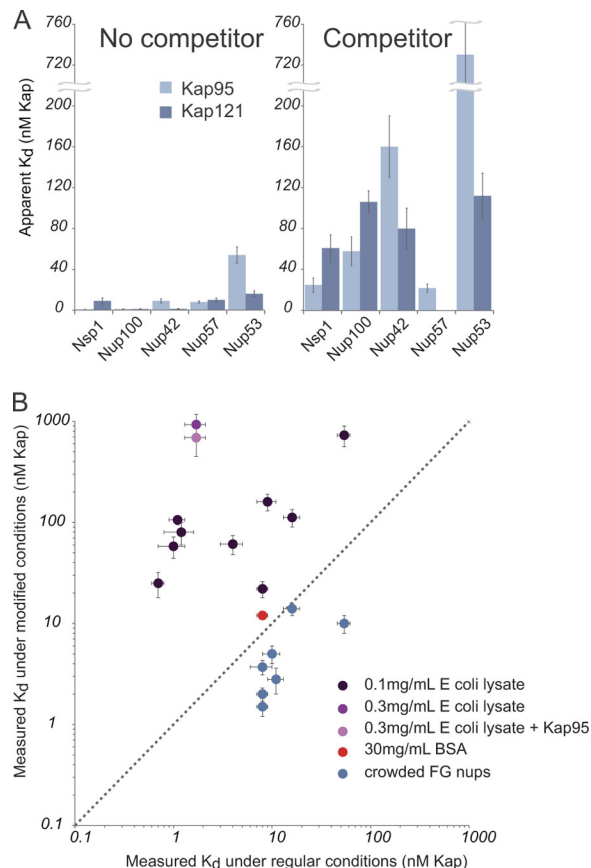 A
No competitor
Competitor
Kap95
Kap121
Apparent Kd (nM Kap)
760
720
200
160
120
80
40
0
760
720
200
160
120
80
40
0
Nsp1
Nup100
Nup42
Nup57
Nup53
Nsp1
Nup100
Nup42
Nup57
Nup53
B
Measured Kd under modified conditions (nM Kap)
1000
100
10
1
0.1
0.1mg/mL E coli lysate
0.3mg/mL E coli lysate
0.3mg/mL E coli lysate + Kap95
30mg/mL BSA
crowded FG nups
0.1
1
10
100
1000
Measured Kd under regular conditions (nM Kap)